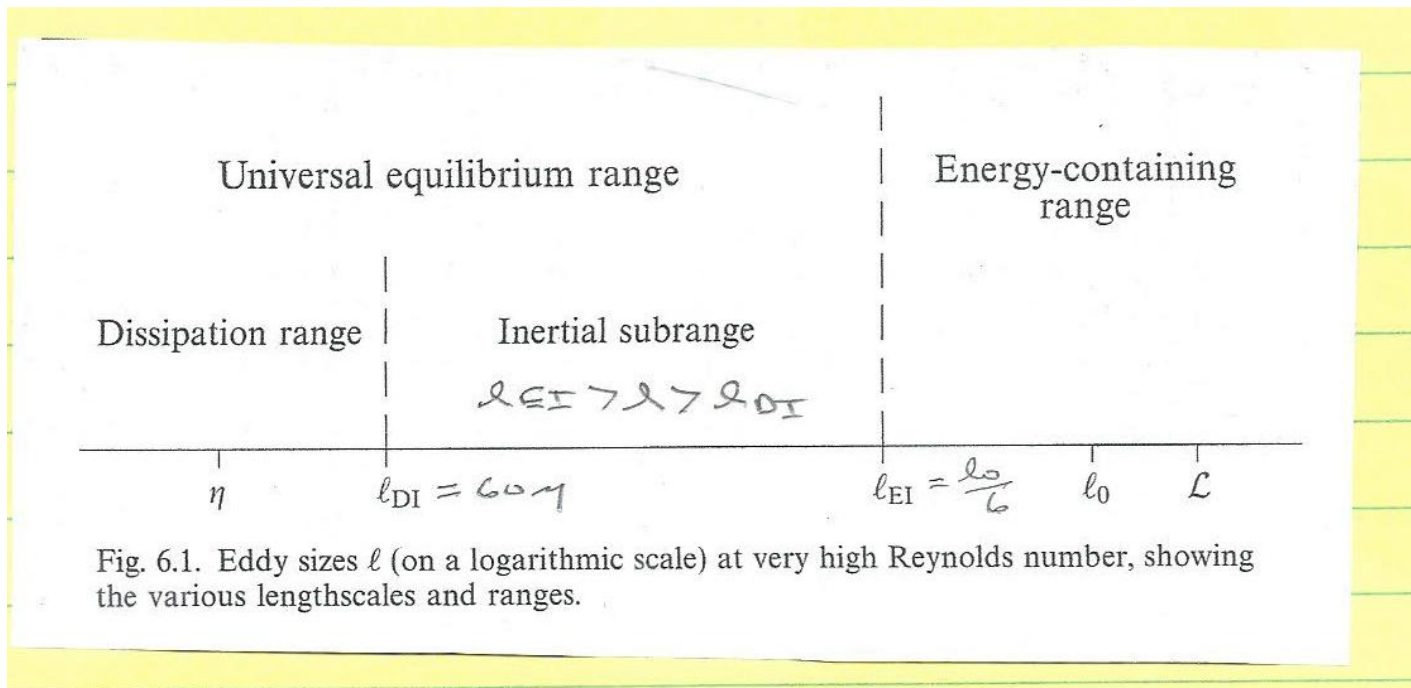 Universal equilibrium range
Energy-containing
range
Dissipation range
Inertial subrange
ℓEI > ℓ > ℓDI
η
ℓDI = 60η
ℓEI = ℓ0/6
ℓ0
ℒ
Fig. 6.1. Eddy sizes ℓ (on a logarithmic scale) at very high Reynolds number, showing
the various lengthscales and ranges.